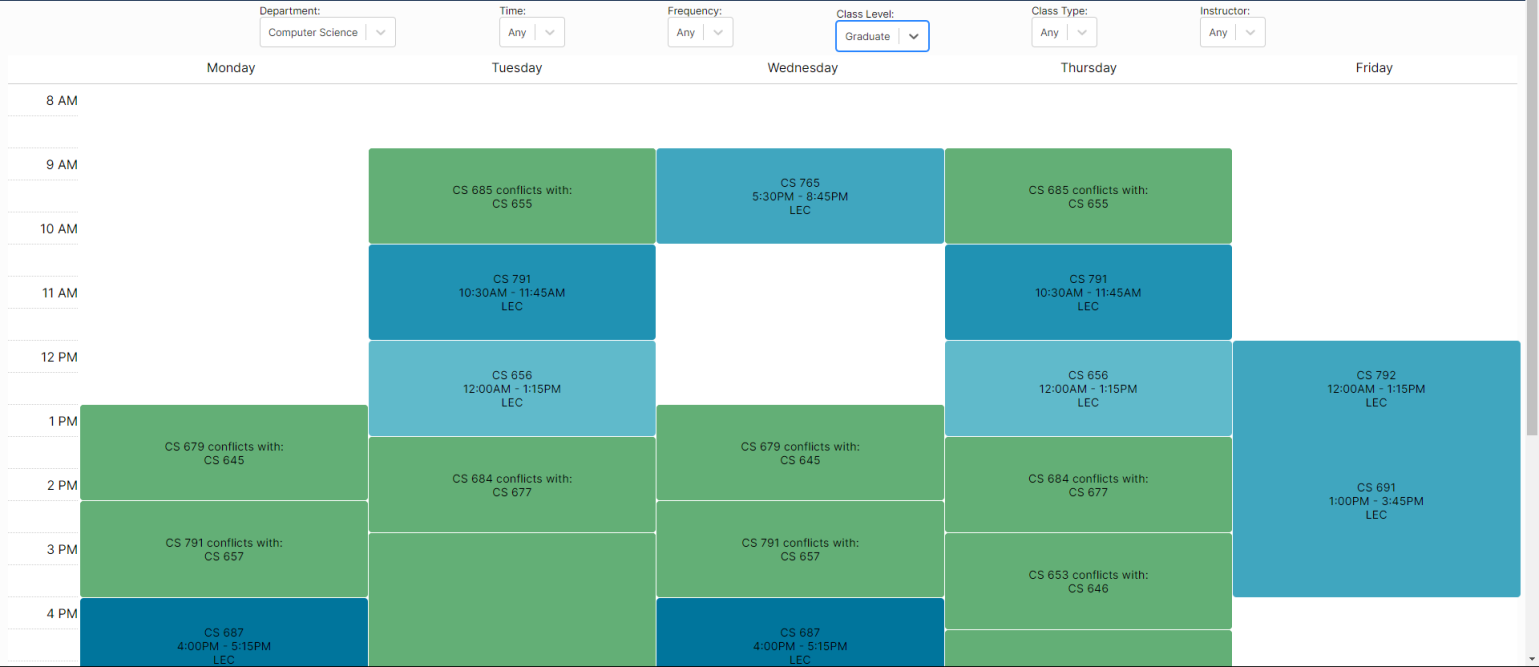 Department: Time: Frequency: Class Level: Class Type: Instructor:
Computer Science Any Any Graduate Any Any
Monday Tuesday Wednesday Thursday Friday
8 AM
9 AM
CS 685 conflicts with:
CS 655
CS 765
5:30PM - 8:45PM
LEC
CS 685 conflicts with:
CS 655
10 AM
CS 791
10:30AM - 11:45AM
LEC
CS 791
10:30AM - 11:45AM
LEC
11 AM
12 PM
CS 656
12:00AM - 1:15PM
LEC
CS 656
12:00AM - 1:15PM
LEC
CS 792
12:00AM - 1:15PM
LEC
1 PM
CS 679 conflicts with:
CS 645
CS 684 conflicts with:
CS 677
CS 679 conflicts with:
CS 645
CS 684 conflicts with:
CS 677
CS 691
1:00PM - 3:45PM
LEC
2 PM
CS 791 conflicts with:
CS 657
CS 791 conflicts with:
CS 657
3 PM
CS 653 conflicts with:
CS 646
4 PM
CS 687
4:00PM - 5:15PM
LEC
CS 687
4:00PM - 5:15PM
LEC